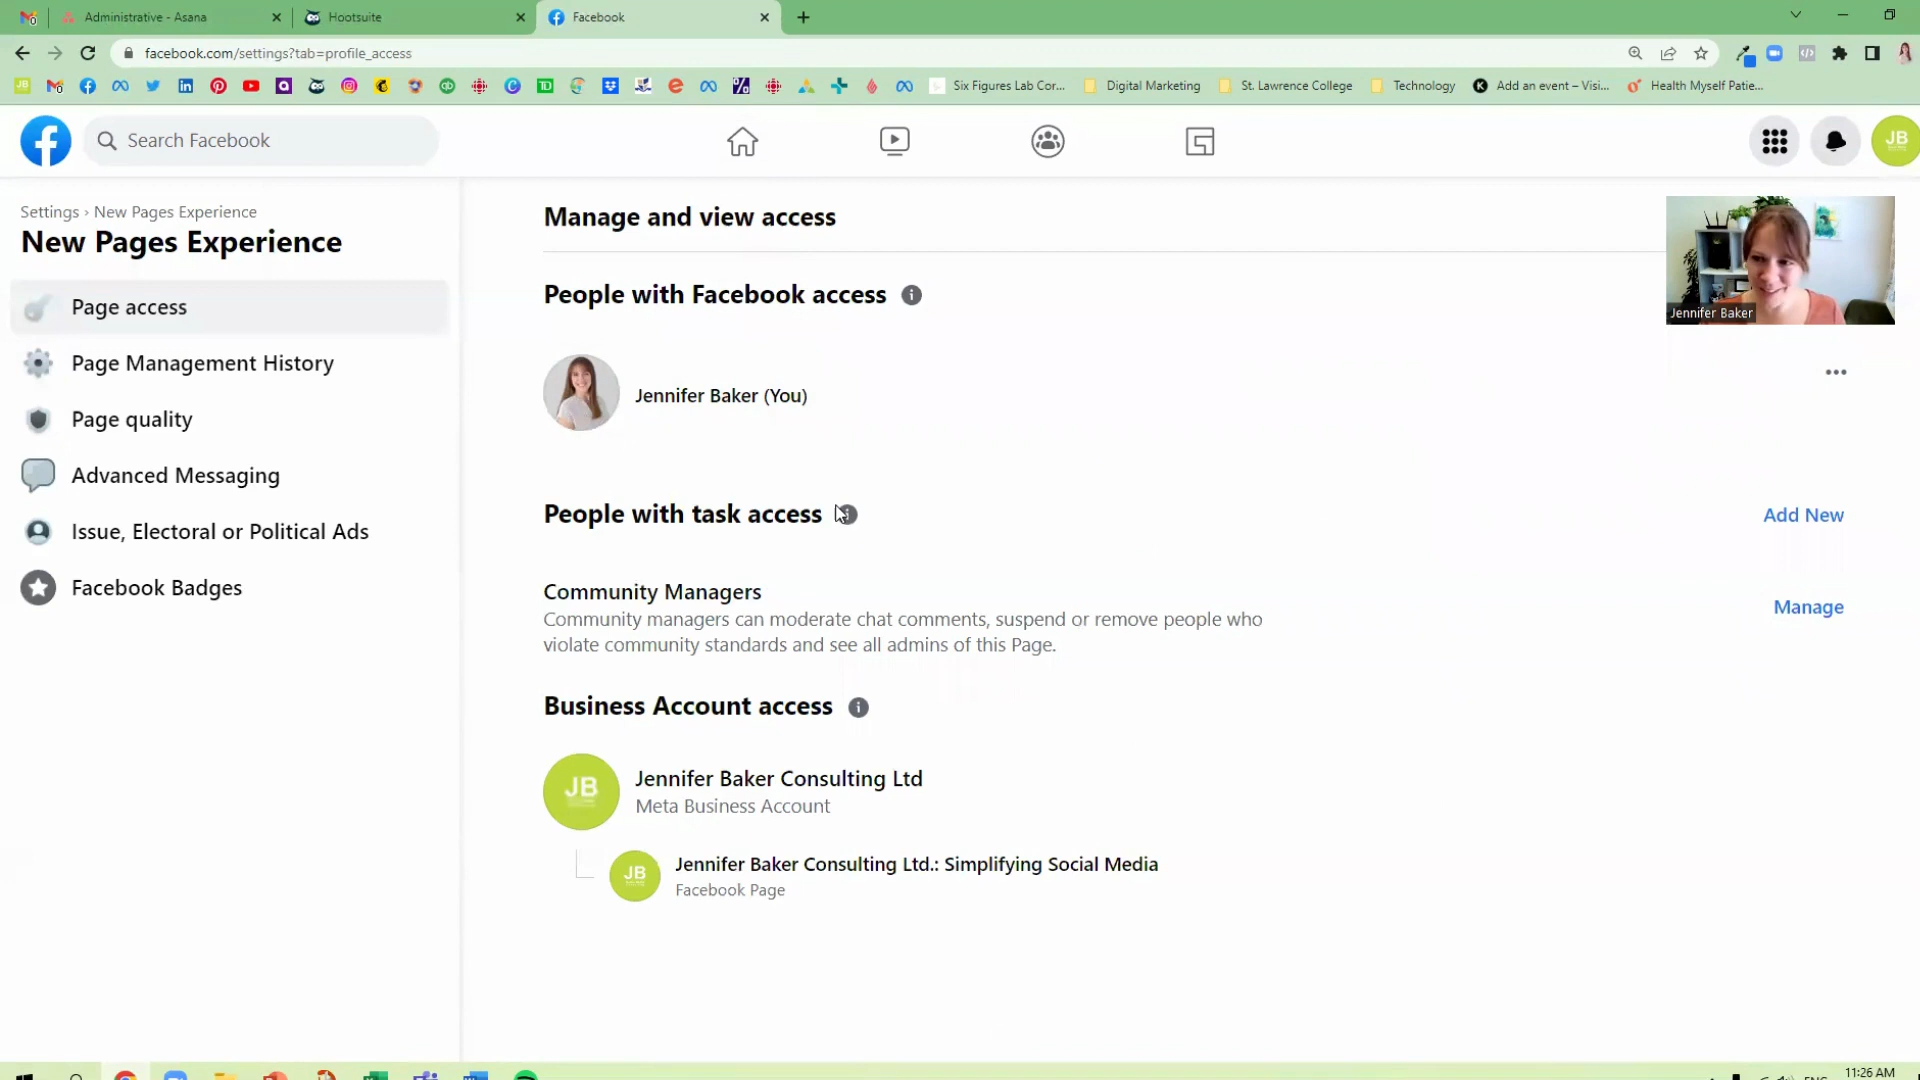 Administrative - Asana
Hootsuite
Facebook
facebook.com/settings?tab=profile_access
Six Figures Lab Cor...
Digital Marketing
St. Lawrence College
Technology
Add an event – Visi...
Health Myself Patie...
Search Facebook
JB
Settings › New Pages Experience
New Pages Experience
Page access
Page Management History
Page quality
Advanced Messaging
Issue, Electoral or Political Ads
Facebook Badges
Manage and view access
Jennifer Baker
People with Facebook access
Jennifer Baker (You)
People with task access
Add New
Community Managers
Community managers can moderate chat comments, suspend or remove people who
violate community standards and see all admins of this Page.
Manage
Business Account access
JB
Jennifer Baker Consulting Ltd
Meta Business Account
JB
Jennifer Baker Consulting Ltd.: Simplifying Social Media
Facebook Page
11:26 AM